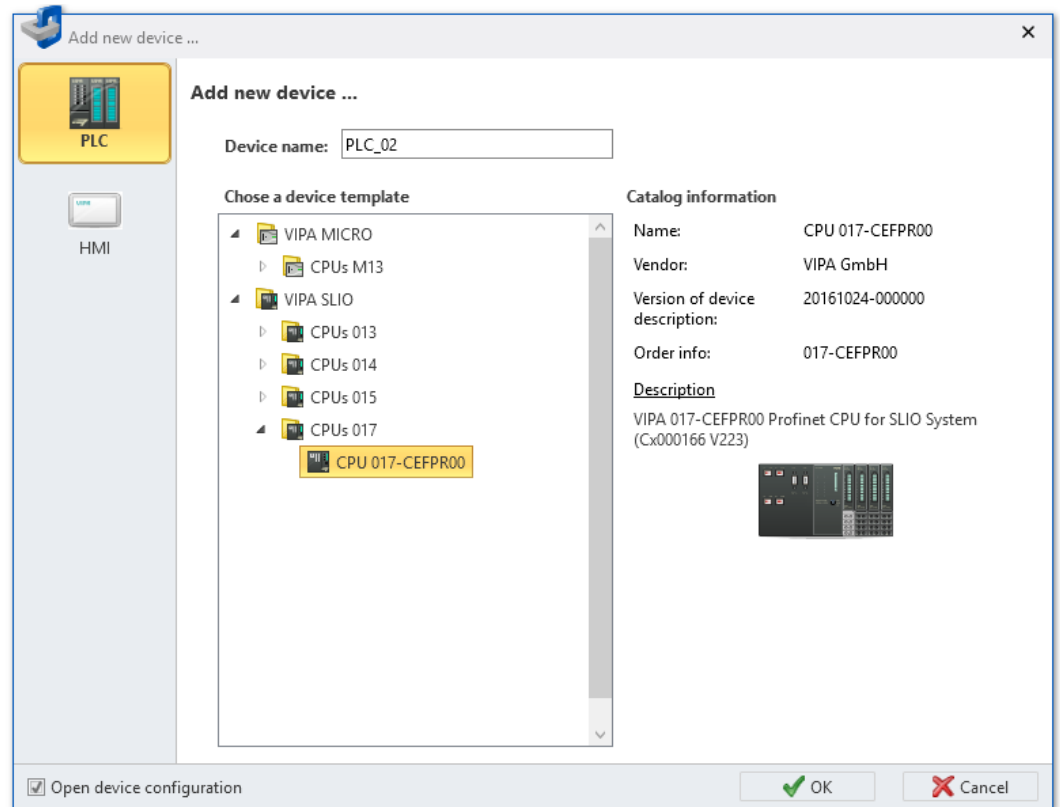 Add new device ...
PLC
HMI
Add new device ...
Device name: PLC_02
Chose a device template
VIPA MICRO
CPUs M13
VIPA SLIO
CPUs 013
CPUs 014
CPUs 015
CPUs 017
CPU 017-CEFPR00
Catalog information
Name: CPU 017-CEFPR00
Vendor: VIPA GmbH
Version of device description: 20161024-000000
Order info: 017-CEFPR00
Description
VIPA 017-CEFPR00 Profinet CPU for SLIO System
(Cx000166 V223)
Open device configuration
OK
Cancel